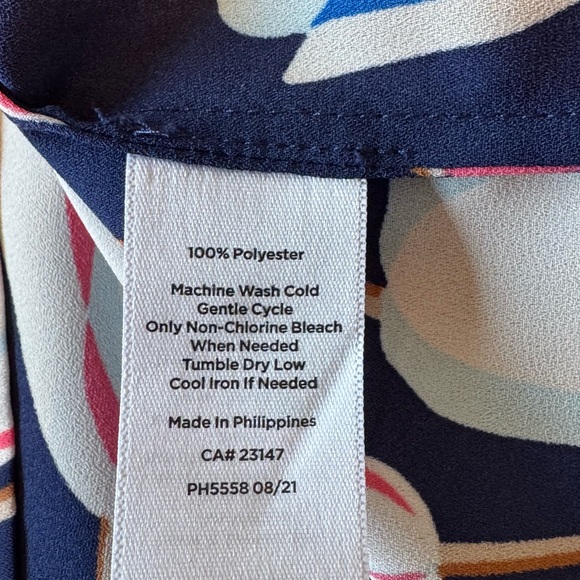 100% Polyester
Machine Wash Cold
Gentle Cycle
Only Non-Chlorine Bleach
When Needed
Tumble Dry Low
Cool Iron If Needed
Made In Philippines
CA# 23147
PH5558 08/21